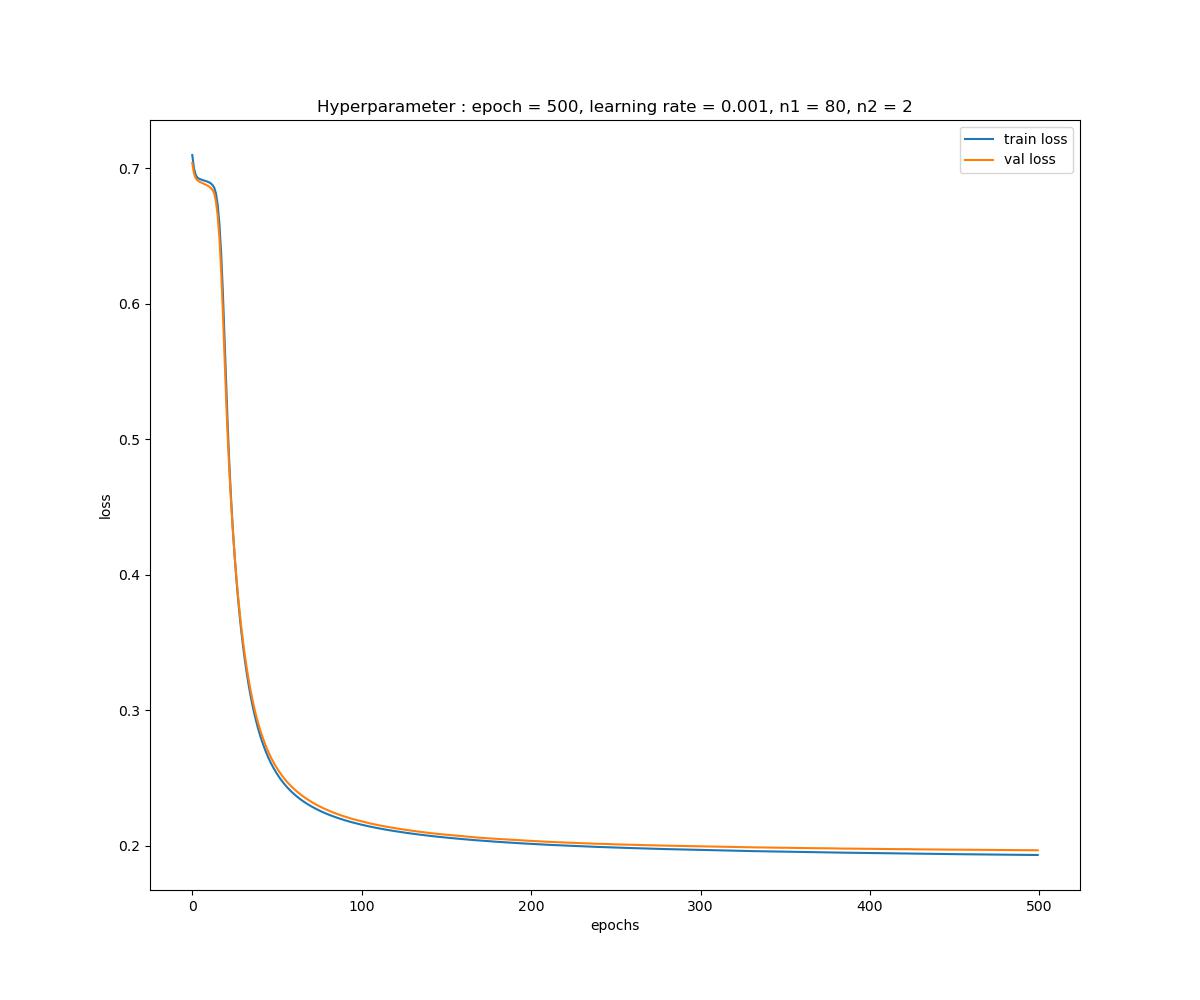 Hyperparameter : epoch = 500, learning rate = 0.001, n1 = 80, n2 = 2
train loss
val loss
0.7
0.6
0.5
0.4
0.3
0.2
loss
0 100 200 300 400 500
epochs